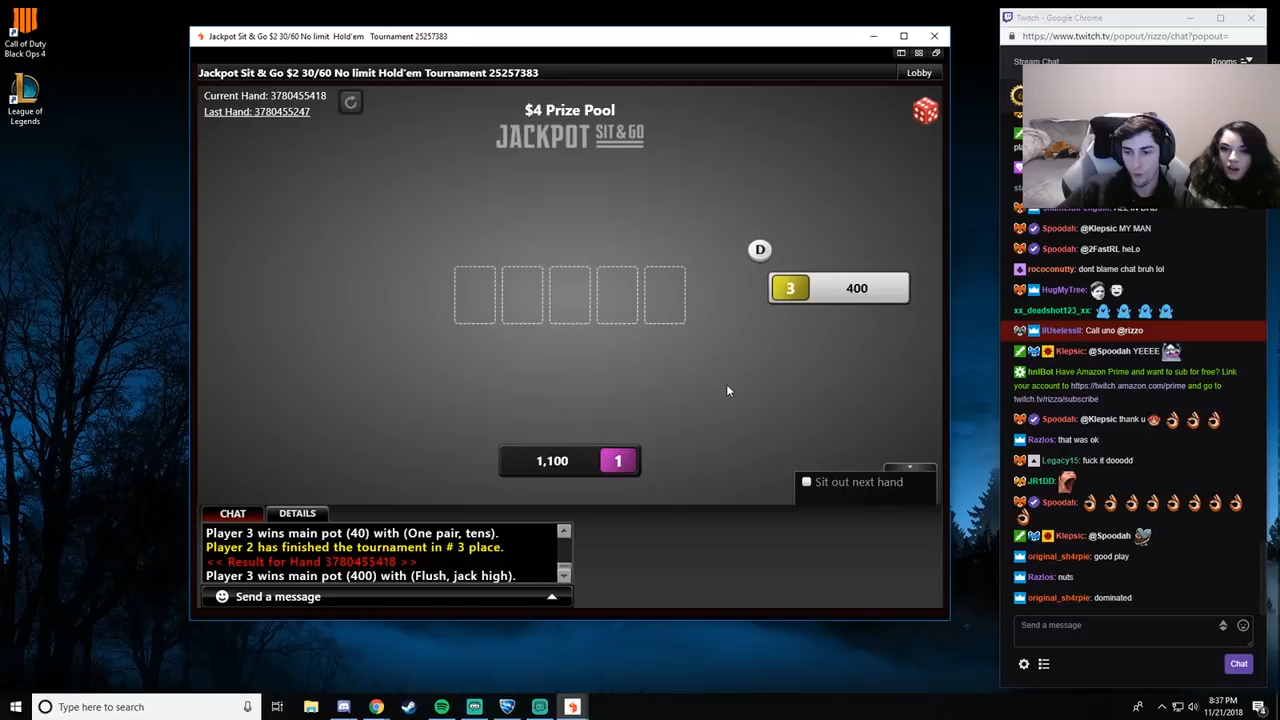 Call of Duty
Black Ops 4
League of
Legends
Jackpot Sit & Go $2 30/60 No limit Hold'em Tournament 25257383
Jackpot Sit & Go $2 30/60 No limit Hold'em Tournament 25257383
Lobby
Current Hand: 3780455418
Last Hand: 3780455247
$4 Prize Pool
JACKPOT SIT & GO
D
3 400
1,100 1
Sit out next hand
CHAT DETAILS
Player 3 wins main pot (40) with (One pair, tens).
Player 2 has finished the tournament in # 3 place.
<< Result for Hand 3780455418 >>
Player 3 wins main pot (400) with (Flush, jack high).
Send a message
Twitch - Google Chrome
https://www.twitch.tv/popout/rizzo/chat?popout=
Stream Chat Rooms
Spoodah: @Klepsic MY MAN
Spoodah: @2FastRL heLo
rococonutty: dont blame chat bruh lol
HugMyTree:
xx_deadshot123_xx:
IIUselessII: Call uno @rizzo
Klepsic: @Spoodah YEEEE
hnlBot Have Amazon Prime and want to sub for free? Link
your account to https://twitch.amazon.com/prime and go to
twitch.tv/rizzo/subscribe
Spoodah: @Klepsic thank u
Razlos: that was ok
Legacy15: fuck it dooodd
JR1DD:
Spoodah:
Klepsic: @Spoodah
original_sh4rpie: good play
Razlos: nuts
original_sh4rpie: dominated
Send a message
Chat
Type here to search
8:37 PM
11/21/2018
4